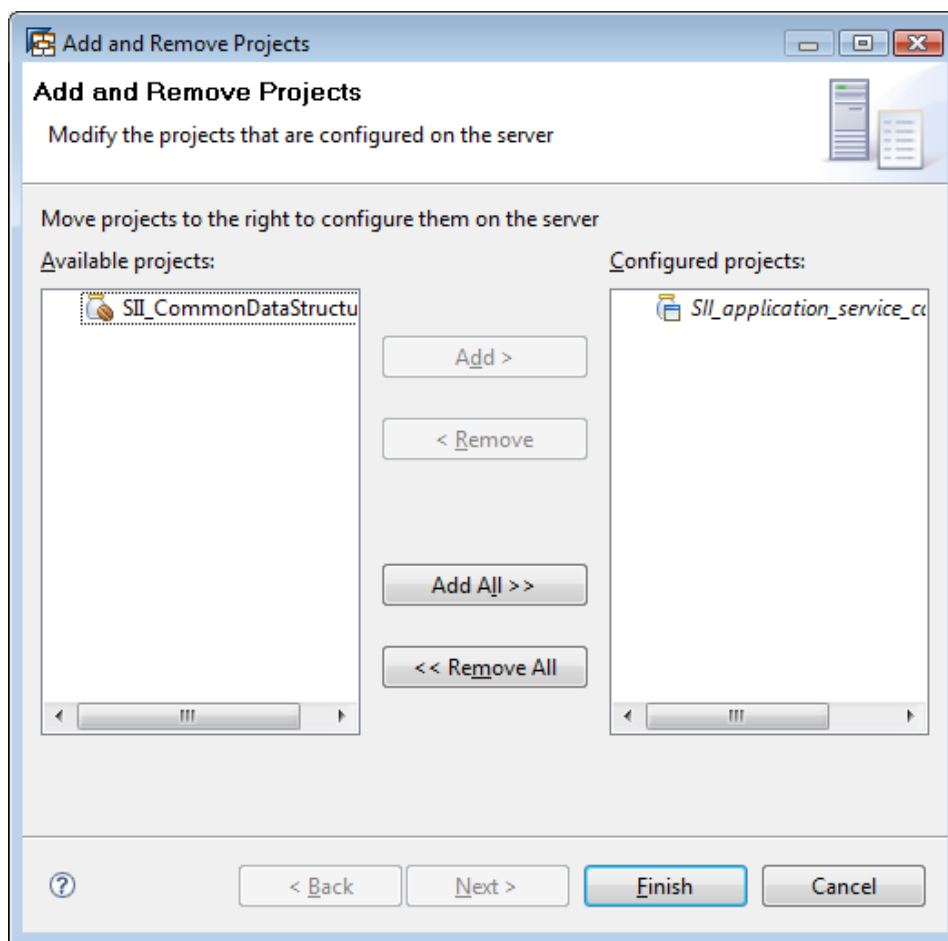 Add and Remove Projects
Add and Remove Projects
Modify the projects that are configured on the server
Move projects to the right to configure them on the server
Available projects:
Configured projects:
SII_CommonDataStructu
SII_application_service_co
Add >
< Remove
Add All >>
<< Remove All
< Back
Next >
Finish
Cancel